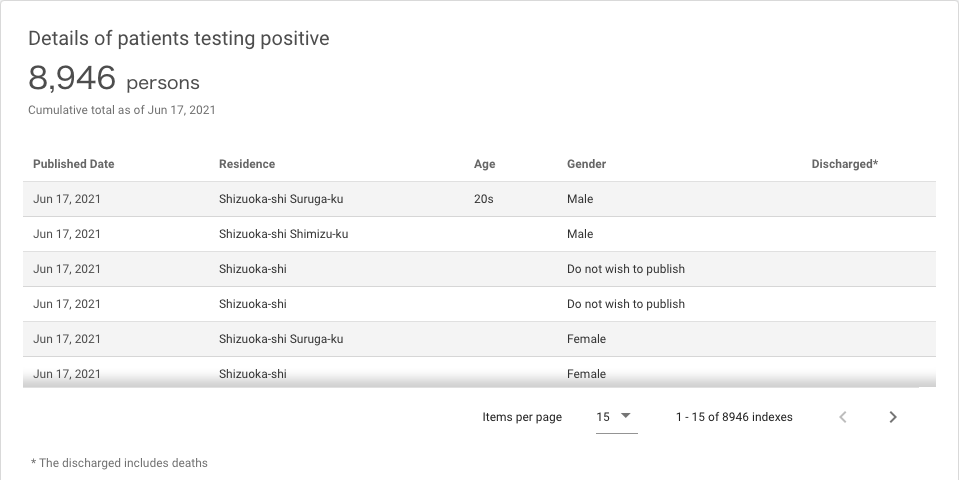 Details of patients testing positive
8,946 persons
Cumulative total as of Jun 17, 2021
Published Date Residence Age Gender Discharged*
Jun 17, 2021 Shizuoka-shi Suruga-ku 20s Male
Jun 17, 2021 Shizuoka-shi Shimizu-ku Male
Jun 17, 2021 Shizuoka-shi Do not wish to publish
Jun 17, 2021 Shizuoka-shi Do not wish to publish
Jun 17, 2021 Shizuoka-shi Suruga-ku Female
Jun 17, 2021 Shizuoka-shi Female
Items per page 15 1 - 15 of 8946 indexes
* The discharged includes deaths